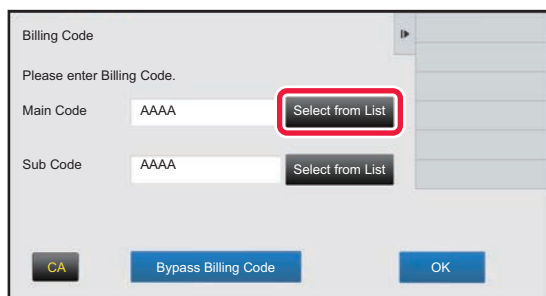 Billing Code
Please enter Billing Code.
Main Code AAAA Select from List
Sub Code AAAA Select from List
CA Bypass Billing Code OK